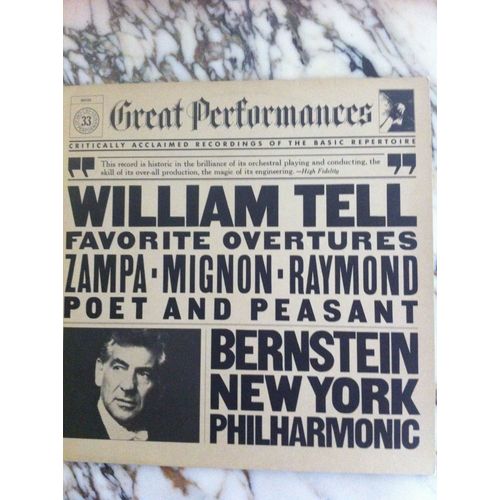 33
Great Performances
CRITICALLY ACCLAIMED RECORDINGS OF THE BASIC REPERTOIRE
"This record is historic in the brilliance of its orchestral playing and conducting, the
skill of its over-all production, the magic of its engineering. —High Fidelity"
WILLIAM TELL
FAVORITE OVERTURES
ZAMPA · MIGNON · RAYMOND
POET AND PEASANT
BERNSTEIN
NEW YORK
PHILHARMONIC